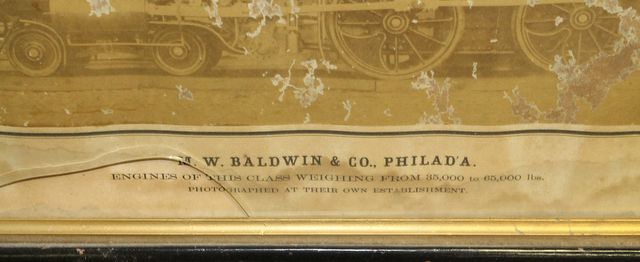 M. W. BALDWIN & CO., PHILAD'A.
ENGINES OF THIS CLASS WEIGHING FROM 35,000 to 65,000 lbs.
PHOTOGRAPHED AT THEIR OWN ESTABLISHMENT.